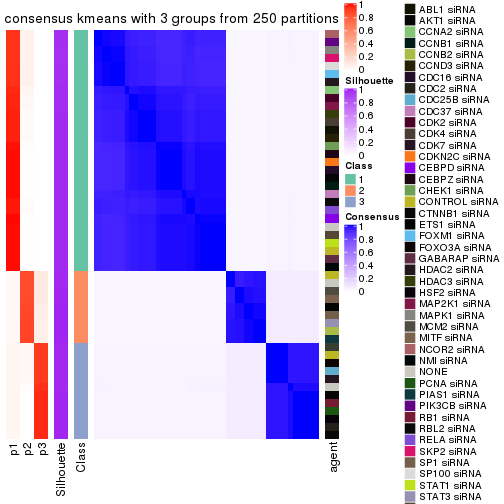 consensus kmeans with 3 groups from 250 partitions
1
0.8
0.6
0.4
0.2
0
Silhouette
1
0.8
0.6
0.4
0.2
0
Class
1
2
3
Consensus
1
0.8
0.6
0.4
0.2
0
p1
p2
p3
Silhouette
Class
agent
ABL1 siRNA
AKT1 siRNA
CCNA2 siRNA
CCNB1 siRNA
CCNB2 siRNA
CCND3 siRNA
CDC16 siRNA
CDC2 siRNA
CDC25B siRNA
CDC37 siRNA
CDK2 siRNA
CDK4 siRNA
CDK7 siRNA
CDKN2C siRNA
CEBPD siRNA
CEBPZ siRNA
CHEK1 siRNA
CONTROL siRNA
CTNNB1 siRNA
ETS1 siRNA
FOXM1 siRNA
FOXO3A siRNA
GABARAP siRNA
HDAC2 siRNA
HDAC3 siRNA
HSF2 siRNA
MAP2K1 siRNA
MAPK1 siRNA
MCM2 siRNA
MITF siRNA
NCOR2 siRNA
NMI siRNA
NONE
PCNA siRNA
PIAS1 siRNA
PIK3CB siRNA
RB1 siRNA
RBL2 siRNA
RELA siRNA
SKP2 siRNA
SP1 siRNA
SP100 siRNA
STAT1 siRNA
STAT3 siRNA